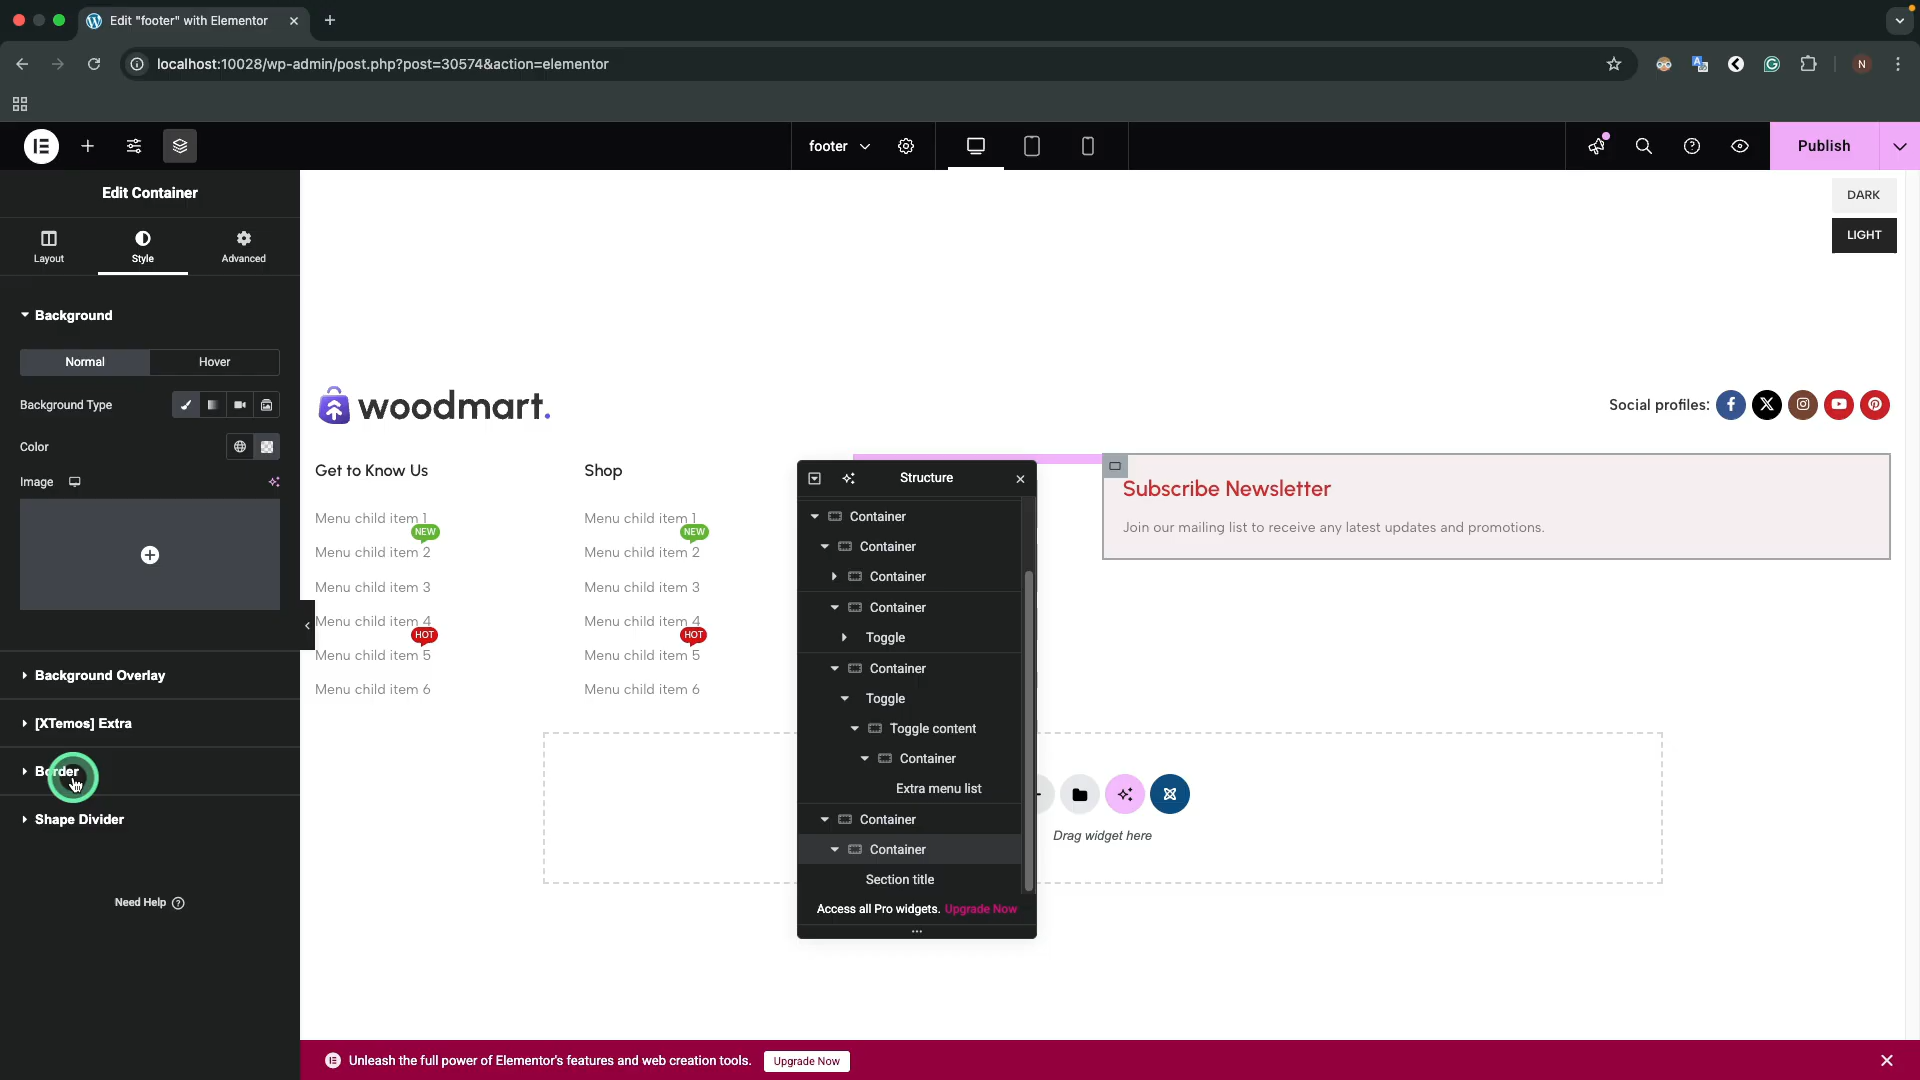 Edit "footer" with Elementor
localhost:10028/wp-admin/post.php?post=30574&action=elementor
N
footer
Publish
Edit Container
Layout
Style
Advanced
Background
Normal
Hover
Background Type
Color
Image
Background Overlay
[XTemos] Extra
Border
Shape Divider
Need Help
DARK
LIGHT
woodmart.
Social profiles:
Get to Know Us
Menu child item 1
NEW
Menu child item 2
Menu child item 3
Menu child item 4
HOT
Menu child item 5
Menu child item 6
Shop
Menu child item 1
NEW
Menu child item 2
Menu child item 3
Menu child item 4
HOT
Menu child item 5
Menu child item 6
Structure
Container
Container
Container
Container
Toggle
Container
Toggle
Toggle content
Container
Extra menu list
Container
Container
Section title
Access all Pro widgets. Upgrade Now
Subscribe Newsletter
Join our mailing list to receive any latest updates and promotions.
Drag widget here
Unleash the full power of Elementor's features and web creation tools.
Upgrade Now